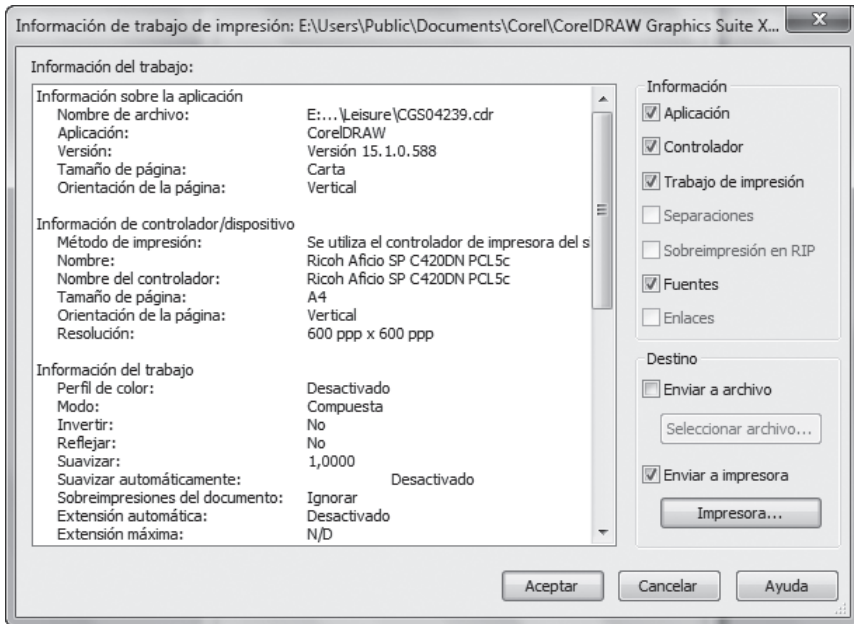 Información de trabajo de impresión: E:\Users\Public\Documents\Corel\CorelDRAW Graphics Suite X...
Información del trabajo:
Información sobre la aplicación
Nombre de archivo: E:...\Leisure\CGS04239.cdr
Aplicación: CorelDRAW
Versión: Versión 15.1.0.588
Tamaño de página: Carta
Orientación de la página: Vertical
Información de controlador/dispositivo
Método de impresión: Se utiliza el controlador de impresora del s
Nombre: Ricoh Aficio SP C420DN PCL5c
Nombre del controlador: Ricoh Aficio SP C420DN PCL5c
Tamaño de página: A4
Orientación de la página: Vertical
Resolución: 600 ppp x 600 ppp
Información del trabajo
Perfil de color: Desactivado
Modo: Compuesta
Invertir: No
Reflejar: No
Suavizar: 1,0000
Suavizar automáticamente: Desactivado
Sobreimpresiones del documento: Ignorar
Extensión automática: Desactivado
Extensión máxima: N/D
Información
Aplicación
Controlador
Trabajo de impresión
Separaciones
Sobreimpresión en RIP
Fuentes
Enlaces
Destino
Enviar a archivo
Seleccionar archivo...
Enviar a impresora
Impresora...
Aceptar Cancelar Ayuda